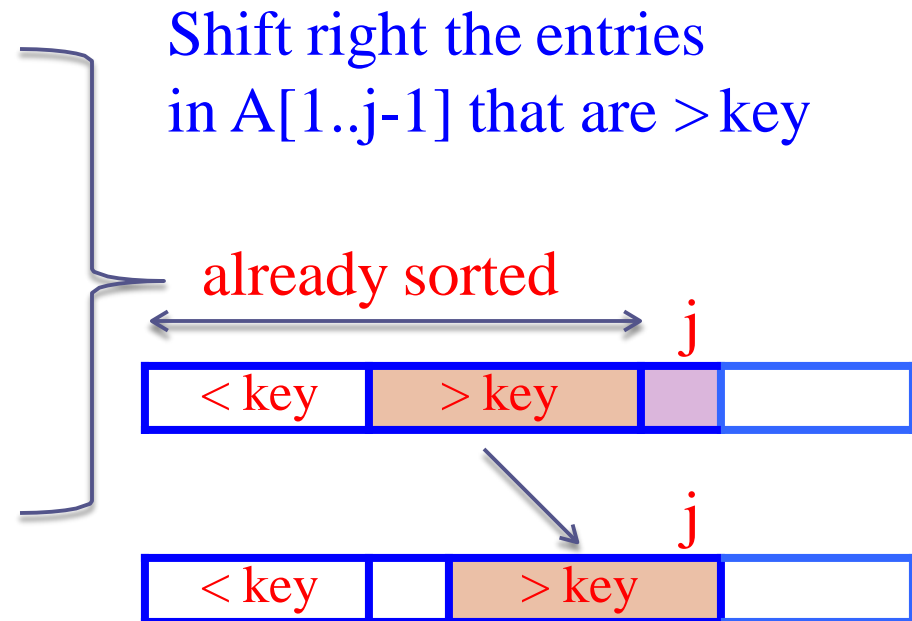 Shift right the entries
in A[1..j-1] that are > key
already sorted
j
< key > key
j
< key > key